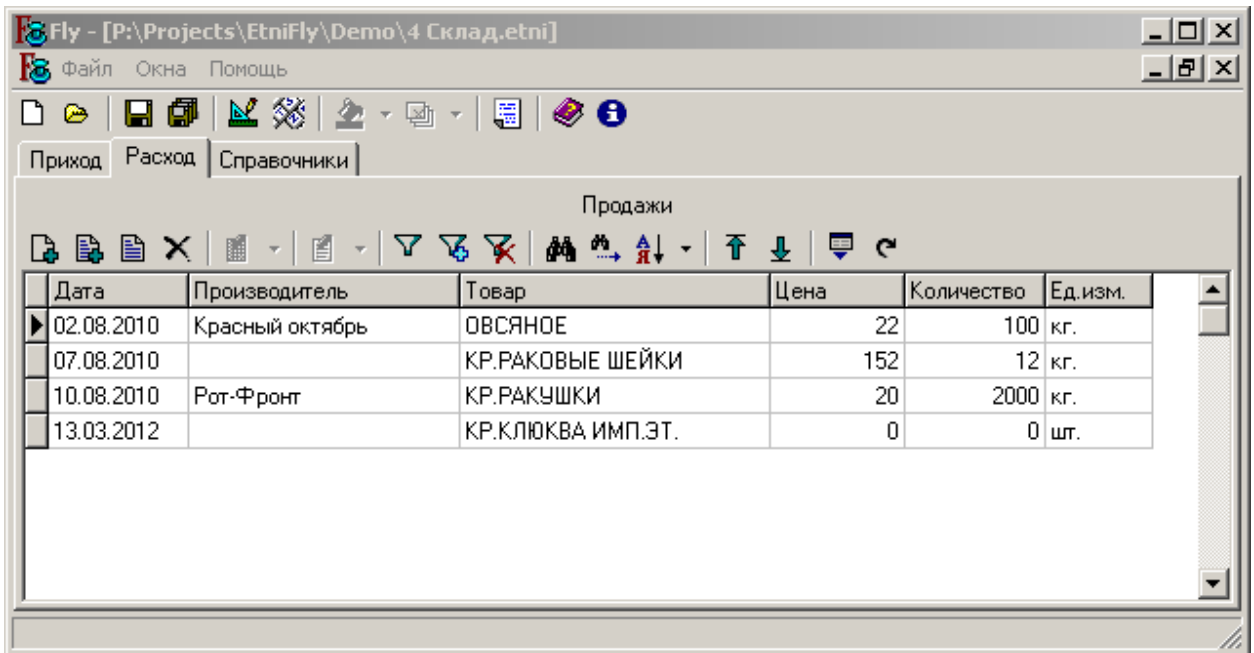 Fly - [P:\Projects\EtniFly\Demo\4 Склад.etni]
Файл Окна Помощь
Приход Расход Справочники
Продажи
Дата Производитель Товар Цена Количество Ед.изм.
02.08.2010 Красный октябрь ОВСЯНОЕ 22 100 кг.
07.08.2010 КР.РАКОВЫЕ ШЕЙКИ 152 12 кг.
10.08.2010 Рот-Фронт КР.РАКУШКИ 20 2000 кг.
13.03.2012 КР.КЛЮКВА ИМП.ЭТ. 0 0 шт.